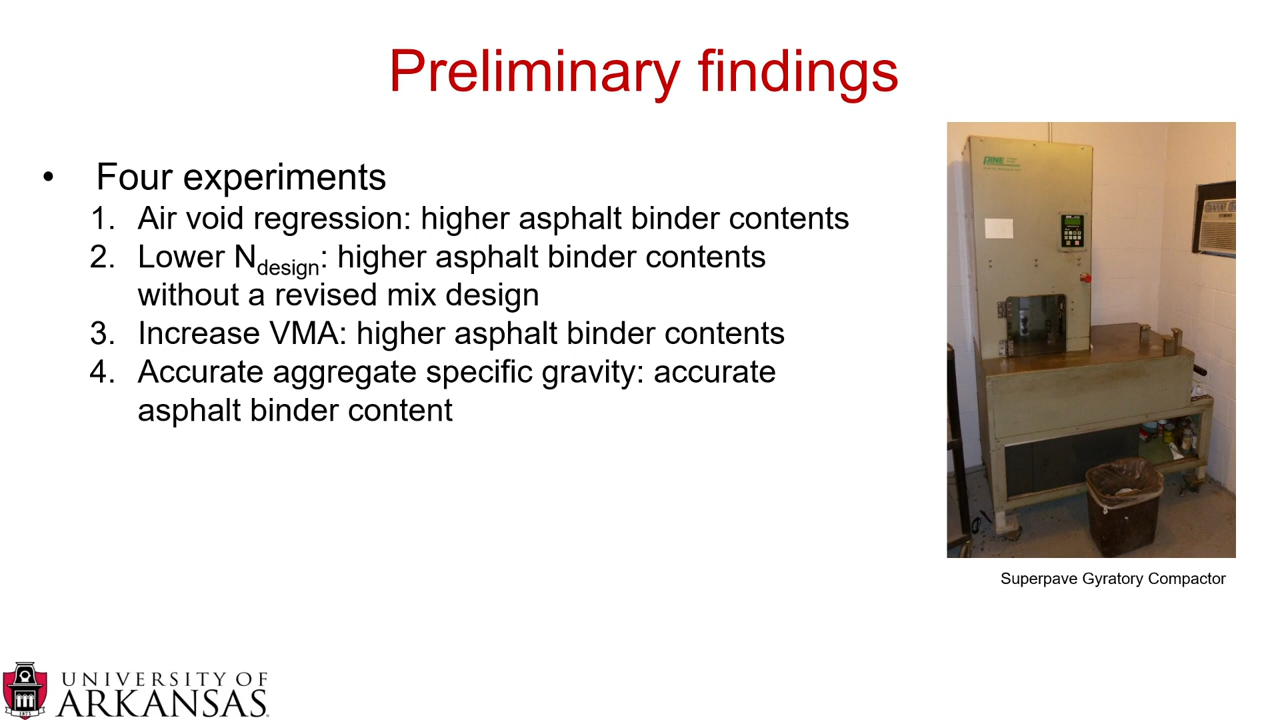 Preliminary findings
• Four experiments
1. Air void regression: higher asphalt binder contents
2. Lower Ndesign: higher asphalt binder contents
without a revised mix design
3. Increase VMA: higher asphalt binder contents
4. Accurate aggregate specific gravity: accurate
asphalt binder content
PINE
Superpave Gyratory Compactor
UNIVERSITY OF
ARKANSAS